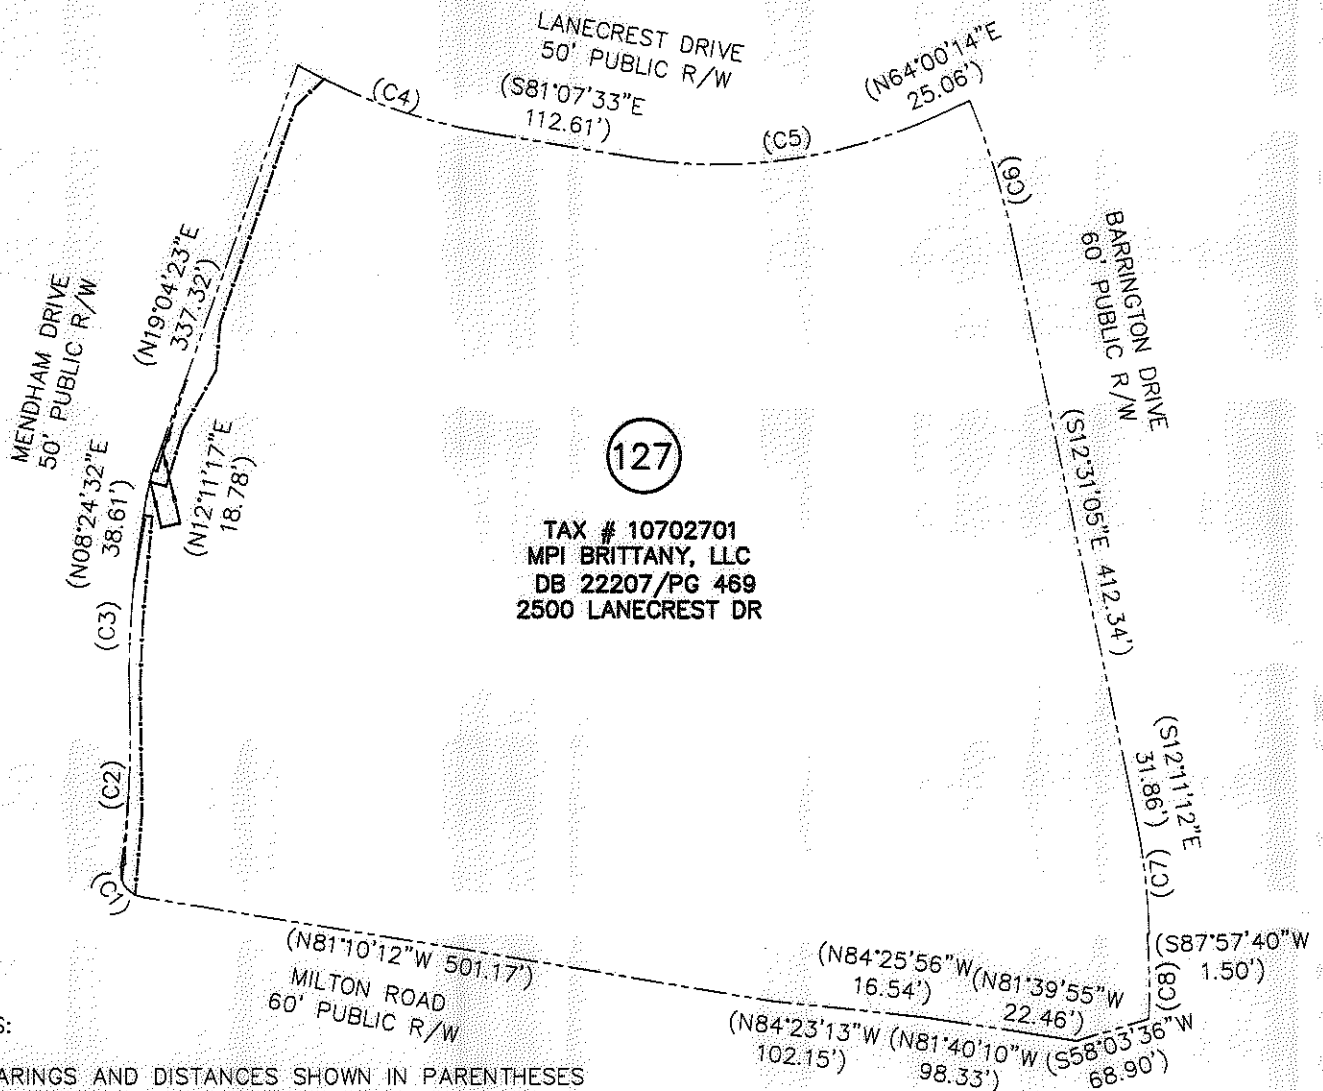 LANECREST DRIVE
50' PUBLIC R/W
(S81°07'33"E
112.61')
(N64°00'14"E
25.06')
(C4)
(C5)
(C6)
BARRINGTON DRIVE
60' PUBLIC R/W
(N19°04'23"E
337.32')
MENDHAM DRIVE
50' PUBLIC R/W
(N08°24'32"E
38.61')
(N12°11'17"E
18.78')
127
TAX # 10702701
MPI BRITTANY, LLC
DB 22207/PG 469
2500 LANECREST DR
(S12°31'05"E 412.34')
(C3)
(C2)
(C1)
(S12°11'12"E
31.86')
(C7)
(S87°57'40"W
1.50')
(C8)
(N81°10'12"W 501.17')
MILTON ROAD
60' PUBLIC R/W
(N84°25'56"W
16.54')
(N81°39'55"W
22.46')
(N84°23'13"W
102.15')
(N81°40'10"W
98.33')
(S58°03'36"W
68.90')
S:
ARINGS AND DISTANCES SHOWN IN PARENTHESES